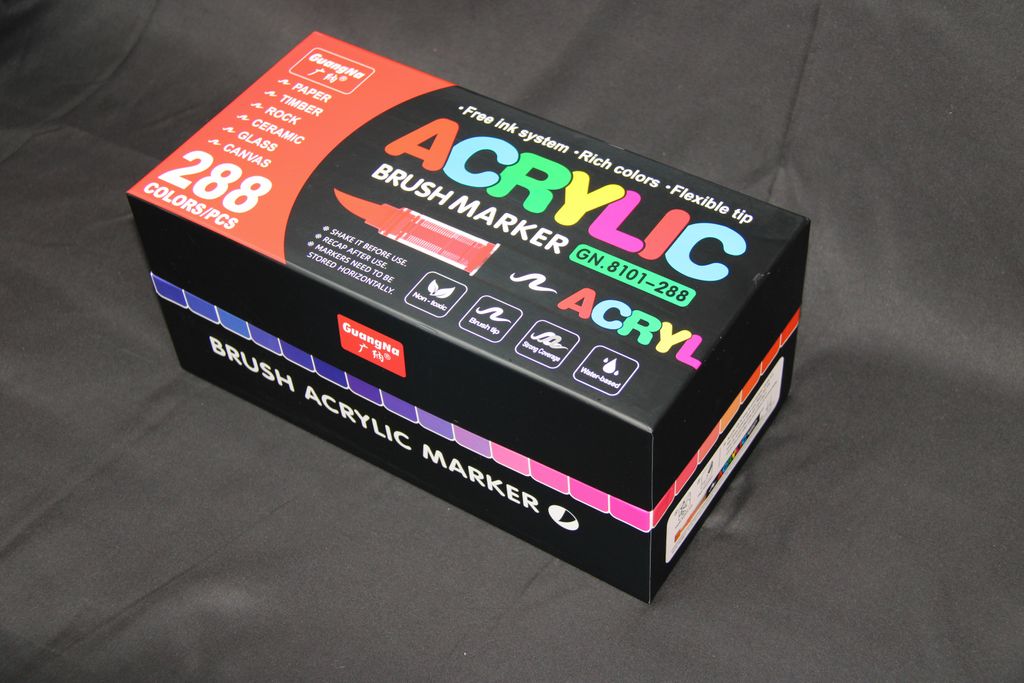 GuangNa
广纳®
PAPER
TIMBER
ROCK
CERAMIC
GLASS
CANVAS
288
COLORS/PCS
·Free ink system ·Rich colors ·Flexible tip
ACRYLIC
BRUSH MARKER
GN.8101-288
※ SHAKE IT BEFORE USE.
※ RECAP AFTER USE.
※ MARKERS NEED TO BE
STORED HORIZONTALLY.
ACRYL
Non-toxic
Brush tip
Strong Coverage
Water-based
GuangNa
广纳®
BRUSH ACRYLIC MARKER